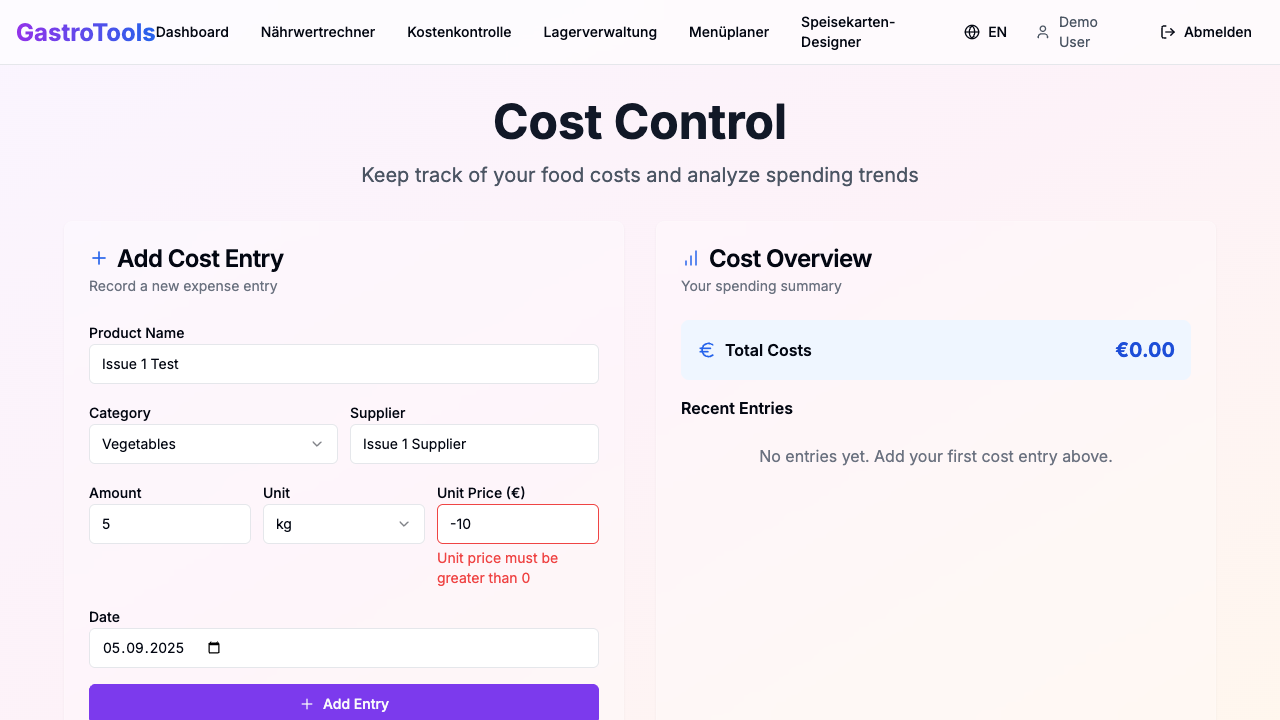 GastroTools
Dashboard
Nährwertrechner
Kostenkontrolle
Lagerverwaltung
Menüplaner
Speisekarten-
Designer
EN
Demo
User
Abmelden
Cost Control
Keep track of your food costs and analyze spending trends
Add Cost Entry
Record a new expense entry
Product Name
Issue 1 Test
Category
Supplier
Vegetables
Issue 1 Supplier
Amount
Unit
Unit Price (€)
5
kg
-10
Unit price must be
greater than 0
Date
05.09.2025
Add Entry
Cost Overview
Your spending summary
Total Costs
€0.00
Recent Entries
No entries yet. Add your first cost entry above.